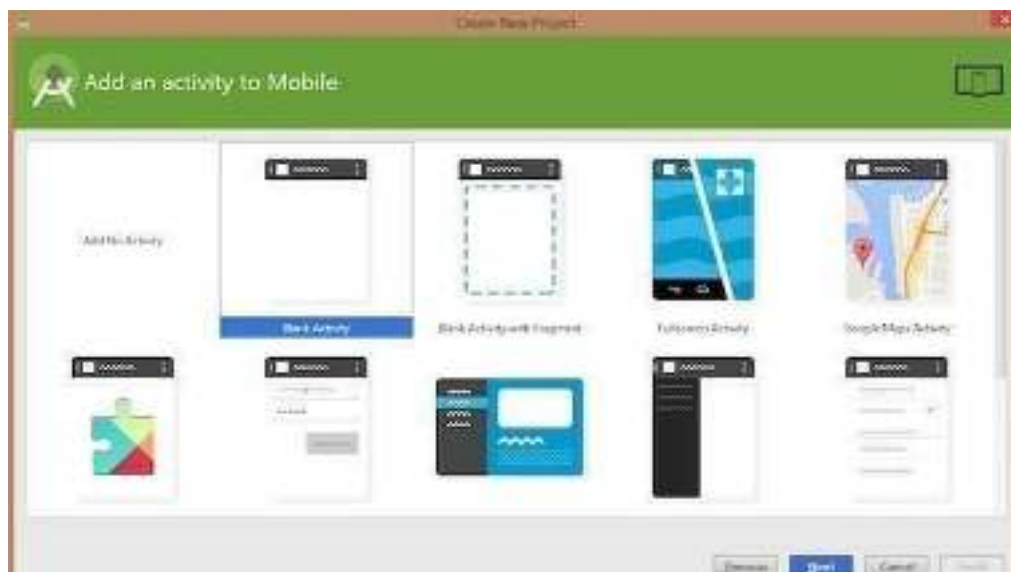 Create New Project
Add an activity to Mobile
Add No Activity
Blank Activity
Blank Activity with Fragment
Fullscreen Activity
Google Maps Activity
Previous
Next
Cancel
Finish